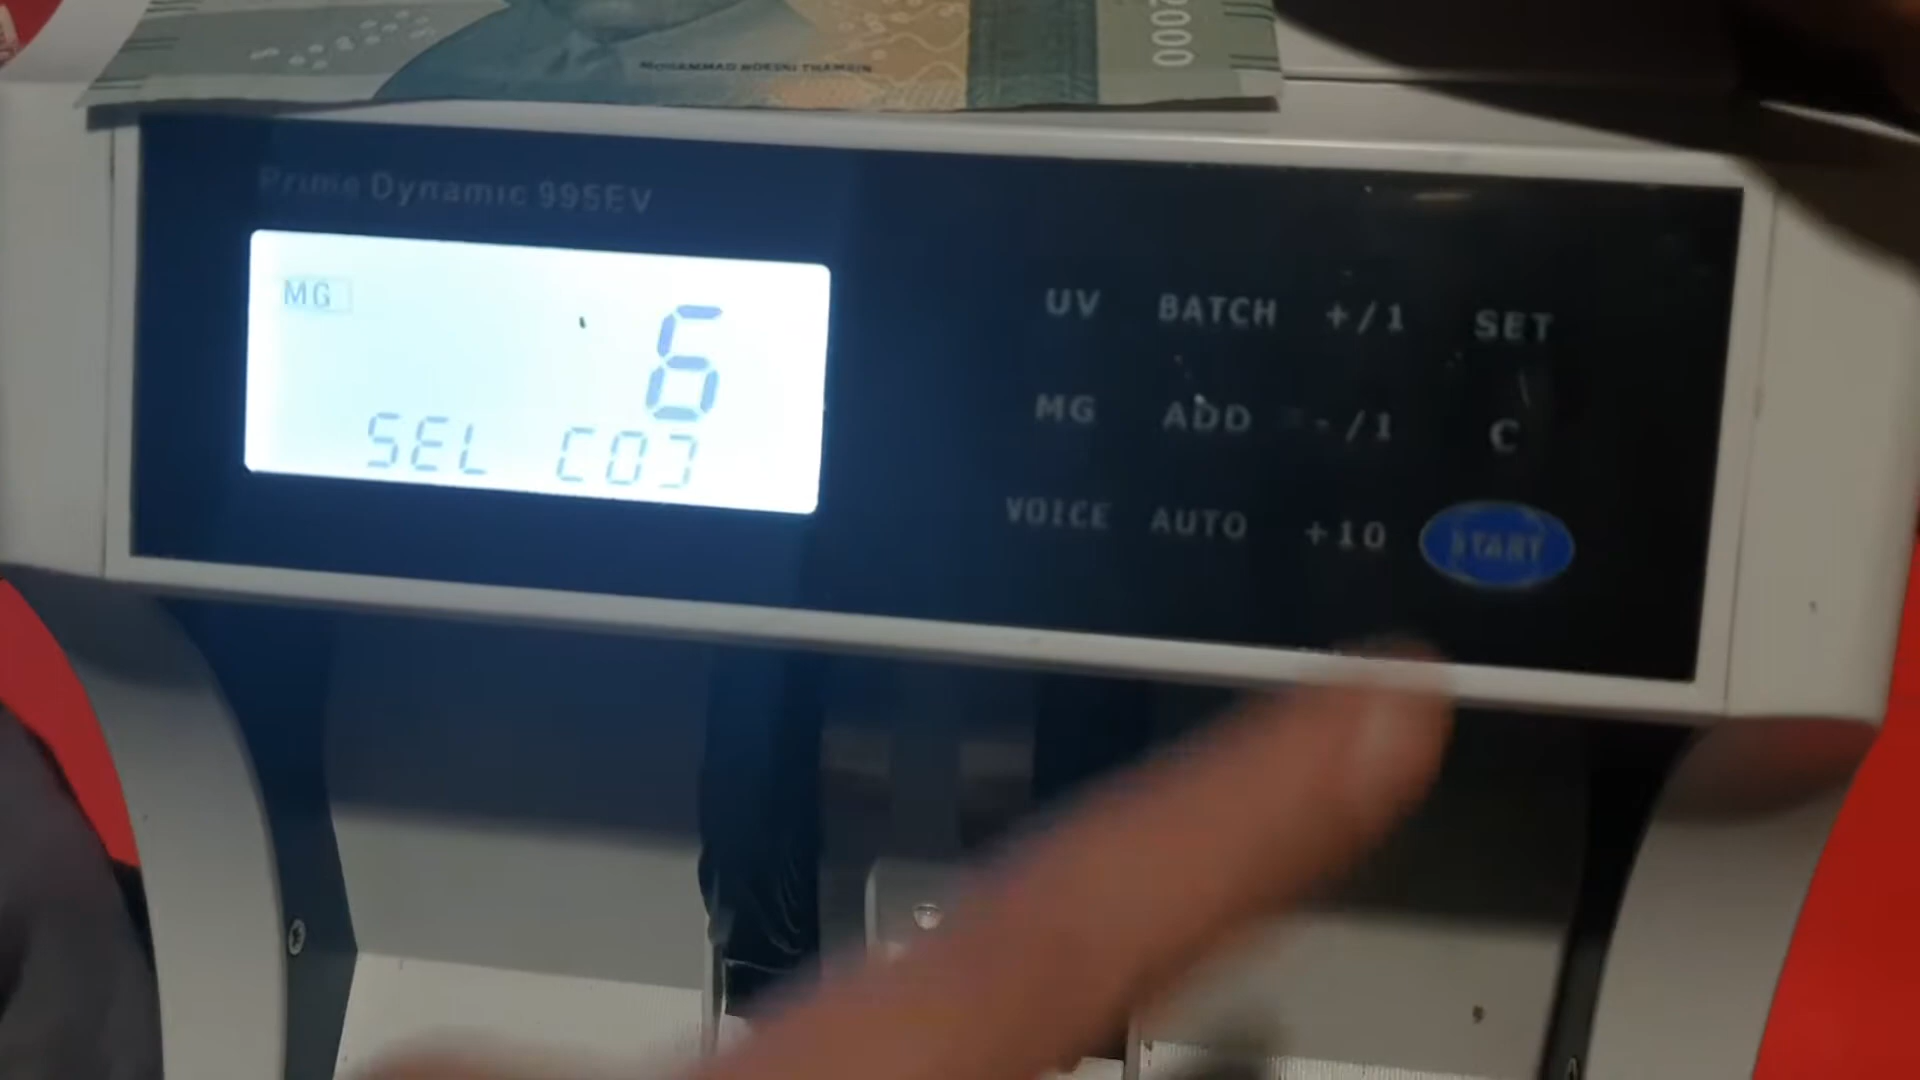 MOHAMMAD HOESNI THAMRIN
2000
Prime Dynamic 995EV
MG
6
SEL C07
UV BATCH +/1 SET
MG ADD -/1 C
VOICE AUTO +10 START